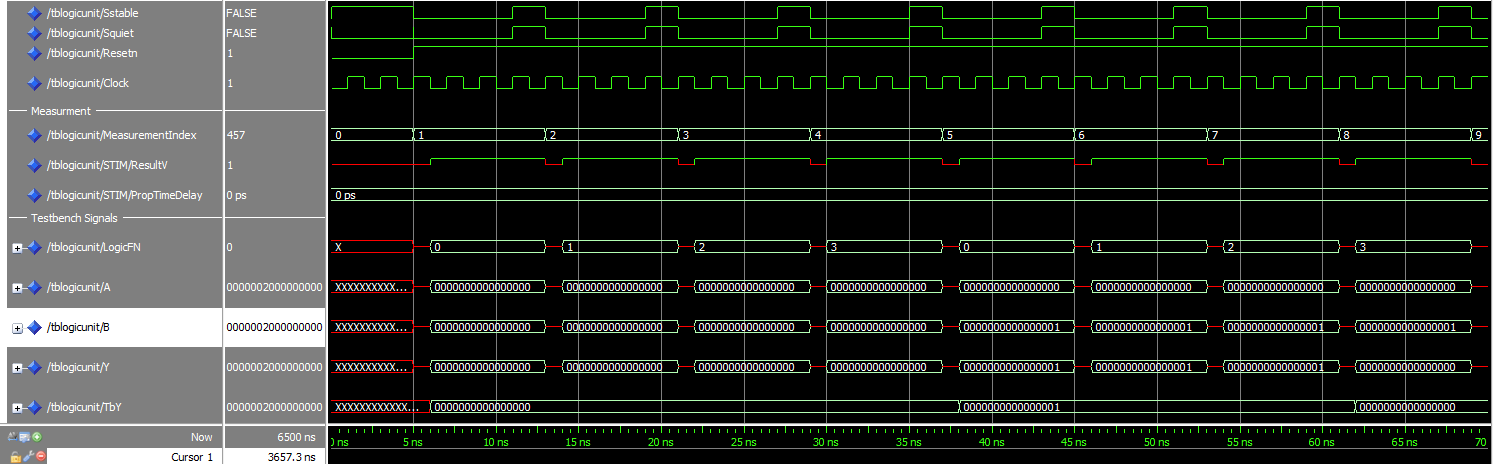 /tblogicunit/Sstable FALSE
/tblogicunit/Squiet FALSE
/tblogicunit/Resetn 1
/tblogicunit/Clock 1
Measurment
/tblogicunit/MeasurementIndex 457 0 1 2 3 4 5 6 7 8 9
/tblogicunit/STIM/ResultV 1
/tblogicunit/STIM/PropTimeDelay 0 ps 0 ps
Testbench Signals
/tblogicunit/LogicFN 0 X 0 1 2 3 0 1 2 3
/tblogicunit/A 0000002000000000 XXXXXXXXXX... 0000000000000000 0000000000000000 0000000000000000 0000000000000000 0000000000000000 0000000000000000 0000000000000000 0000000000000000
/tblogicunit/B 0000002000000000 XXXXXXXXXX... 0000000000000000 0000000000000000 0000000000000000 0000000000000000 0000000000000001 0000000000000001 0000000000000001 0000000000000001
/tblogicunit/Y 0000002000000000 XXXXXXXXXX... 0000000000000000 0000000000000000 0000000000000000 0000000000000000 0000000000000001 0000000000000001 0000000000000001 0000000000000000
/tblogicunit/TbY 0000002000000000 XXXXXXXXXXXX... 0000000000000000 0000000000000001 0000000000000000
Now 6500 ns 0 ns 5 ns 10 ns 15 ns 20 ns 25 ns 30 ns 35 ns 40 ns 45 ns 50 ns 55 ns 60 ns 65 ns 70
Cursor 1 3657.3 ns